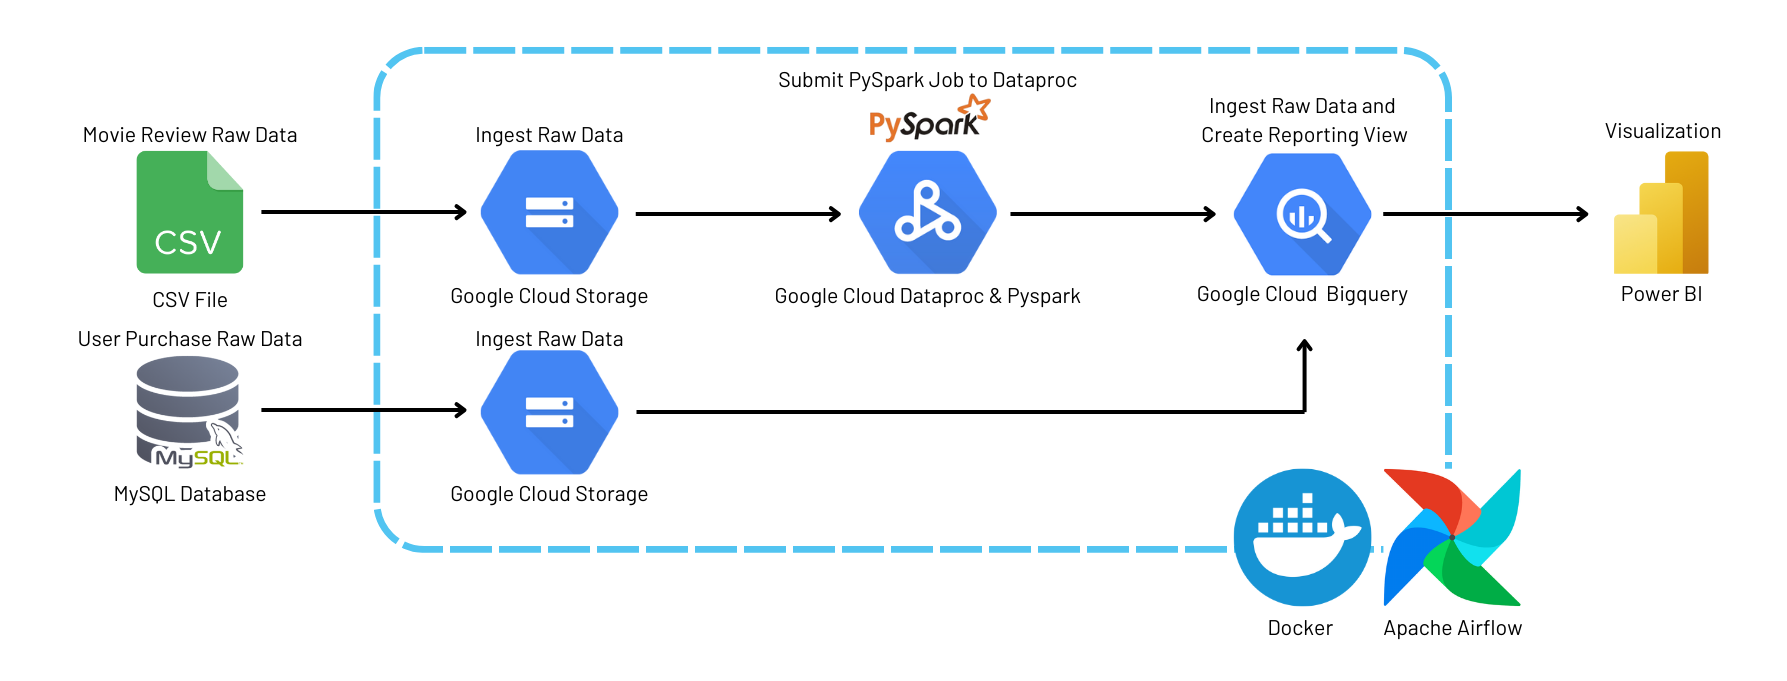 Submit PySpark Job to Dataproc
PySpark
Ingest Raw Data and
Create Reporting View
Movie Review Raw Data
Ingest Raw Data
Visualization
CSV
CSV File
Google Cloud Storage
Google Cloud Dataproc & Pyspark
Google Cloud Bigquery
Power BI
User Purchase Raw Data
Ingest Raw Data
MySQL
MySQL Database
Google Cloud Storage
Docker
Apache Airflow